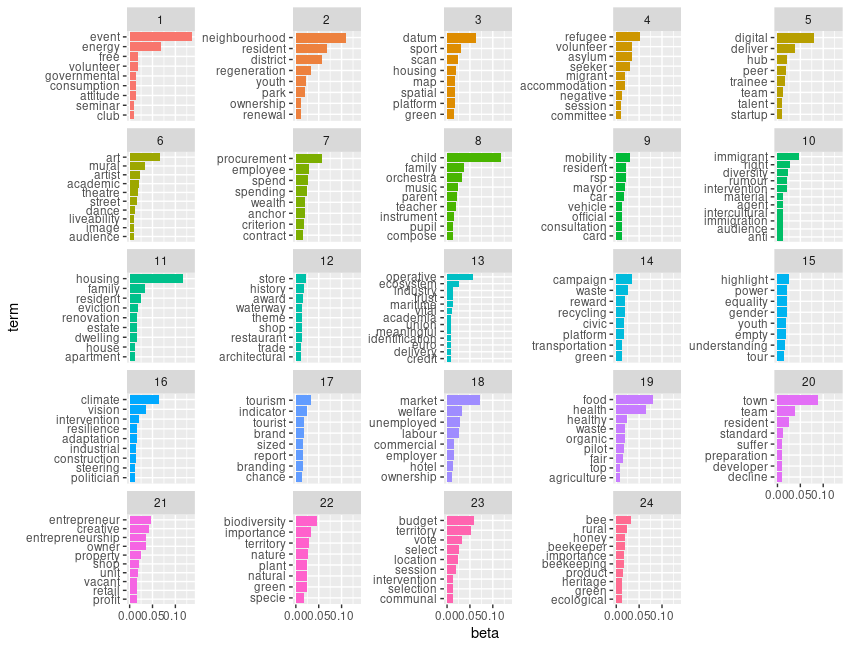 1 2 3 4 5
event
energy
free
volunteer
governmental
consumption
attitude
seminar
club
neighbourhood
resident
district
regeneration
youth
park
ownership
renewal
datum
sport
scan
housing
map
spatial
platform
green
refugee
volunteer
asylum
seeker
migrant
accommodation
negative
session
committee
digital
deliver
hub
peer
trainee
team
talent
startup
6 7 8 9 10
art
mural
artist
academic
theatre
street
dance
liveability
image
audience
procurement
employee
spend
spending
wealth
anchor
criterion
contract
child
family
orchestra
music
parent
teacher
instrument
pupil
compose
mobility
resident
rsp
mayor
car
vehicle
official
consultation
card
immigrant
right
diversity
rumour
intervention
material
agent
intercultural
immigration
audience
anti
11 12 13 14 15
housing
family
resident
eviction
renovation
estate
dwelling
house
apartment
store
history
award
waterway
theme
shop
restaurant
trade
architectural
operative
ecosystem
industry
trust
maritime
vital
academia
union
meaningful
identification
euro
delivery
credit
campaign
waste
reward
recycling
civic
platform
transportation
green
highlight
power
equality
gender
youth
empty
understanding
tour
16 17 18 19 20
climate
vision
intervention
resilience
adaptation
industrial
construction
steering
politician
tourism
indicator
tourist
brand
sized
report
branding
chance
market
welfare
unemployed
labour
commercial
employer
hotel
ownership
food
health
healthy
waste
organic
pilot
fair
top
agriculture
town
team
resident
standard
suffer
preparation
developer
decline
0.00 0.05 0.10
21 22 23 24
entrepreneur
creative
entrepreneurship
owner
property
shop
unit
vacant
retail
profit
biodiversity
importance
territory
nature
plant
natural
green
specie
budget
territory
vote
select
location
session
intervention
selection
communal
bee
rural
honey
beekeeper
importance
beekeeping
product
heritage
green
ecological
0.00 0.05 0.10 0.00 0.05 0.10 0.00 0.05 0.10 0.00 0.05 0.10
term
beta